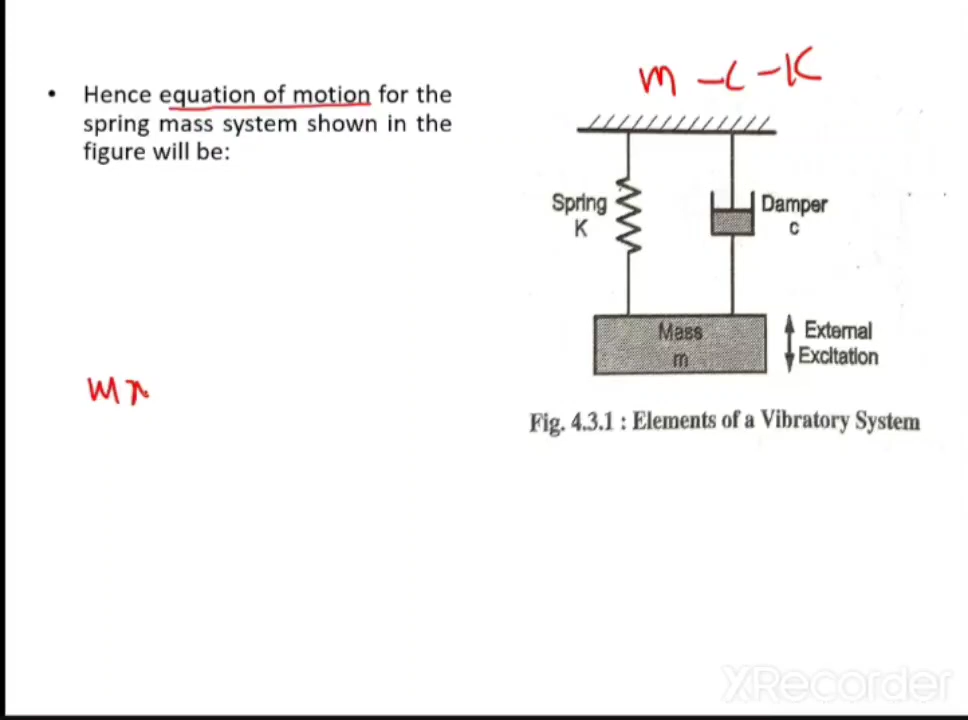 m - c - K
• Hence equation of motion for the
spring mass system shown in the
figure will be:
Spring
K
Damper
c
Mass
m
External
Excitation
mx
Fig. 4.3.1 : Elements of a Vibratory System
XRecorder